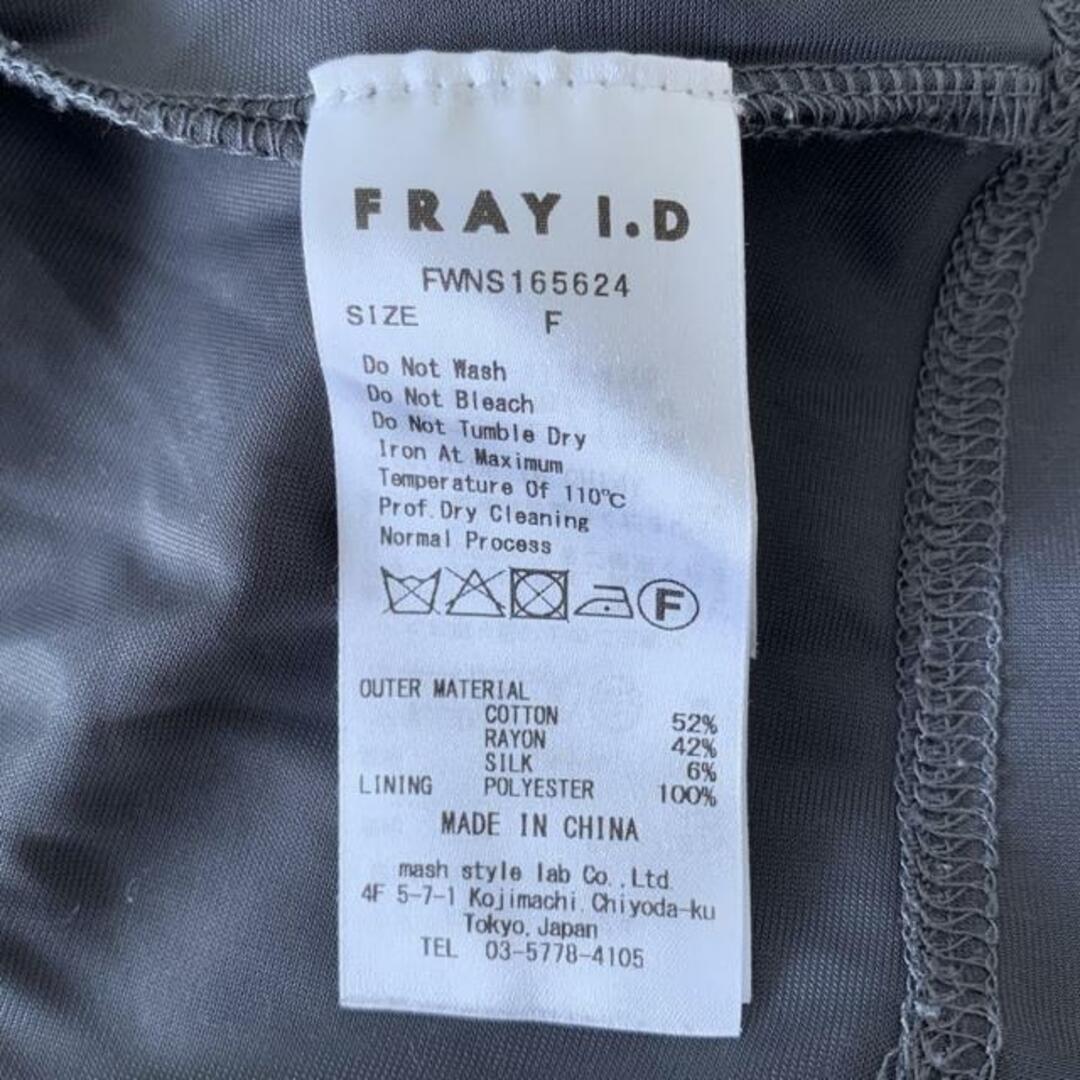 FRAY I.D
FWNS165624
SIZE F
Do Not Wash
Do Not Bleach
Do Not Tumble Dry
Iron At Maximum
Temperature Of 110℃
Prof.Dry Cleaning
Normal Process
F
OUTER MATERIAL
COTTON 52%
RAYON 42%
SILK 6%
LINING POLYESTER 100%
MADE IN CHINA
mash style lab Co.,Ltd.
4F 5-7-1 Kojimachi.Chiyoda-ku
Tokyo,Japan
TEL 03-5778-4105